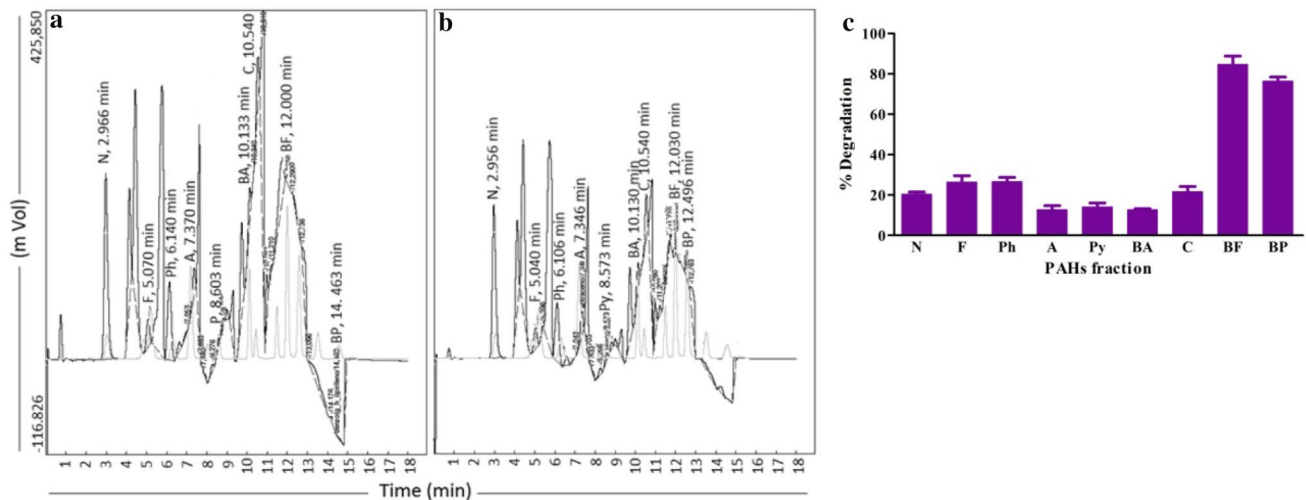 a
425,850
(m Vol)
-116.826
N, 2.966 min
F, 5.070 min
Ph, 6.140 min
A, 7.370 min
P, 8.603 min
BA, 10.133 min
C, 10.540
BF, 12.000 min
BP, 14. 463 min
1 2 3 4 5 6 7 8 9 10 11 12 13 14 15 16 17 18
b
N, 2.956 min
F, 5.040 min
Ph, 6.106 min
A, 7.346 min
Py, 8.573 min
BA, 10.130 min
C, 10.540 min
BF, 12.030 min
BP, 12.496 min
1 2 3 4 5 6 7 8 9 10 11 12 13 14 15 16 17 18
Time (min)
c
% Degradation
100
80
60
40
20
0
N F Ph A Py BA C BF BP
PAHs fraction